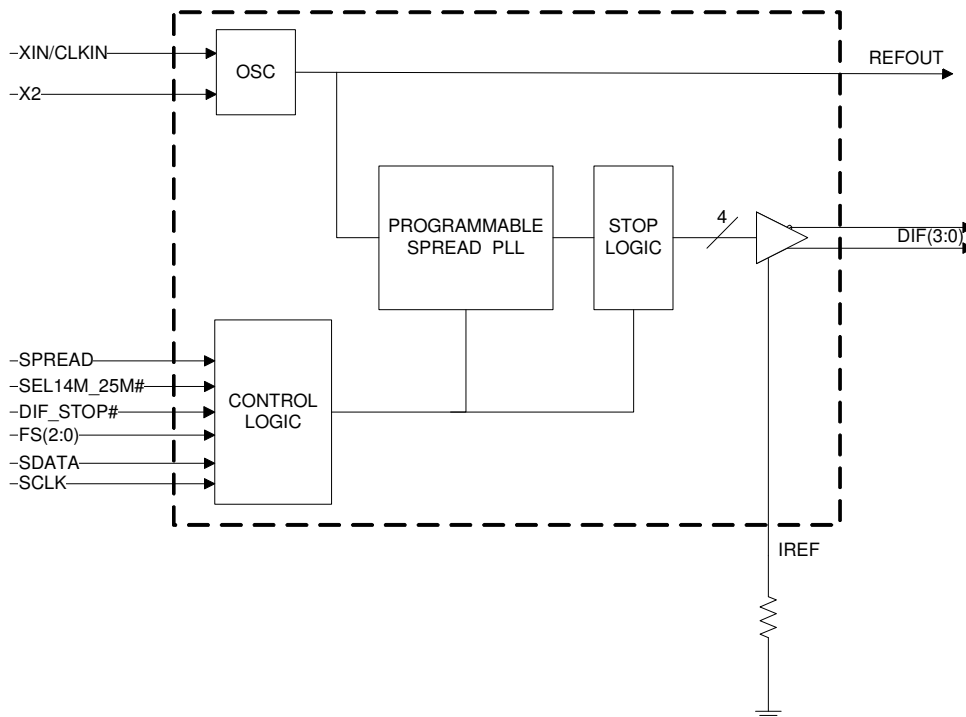 XIN/CLKIN
X2
OSC
REFOUT
PROGRAMMABLE
SPREAD PLL
STOP
LOGIC
4
DIF(3:0)
SPREAD
SEL14M_25M#
DIF_STOP#
FS(2:0)
SDATA
SCLK
CONTROL
LOGIC
IREF